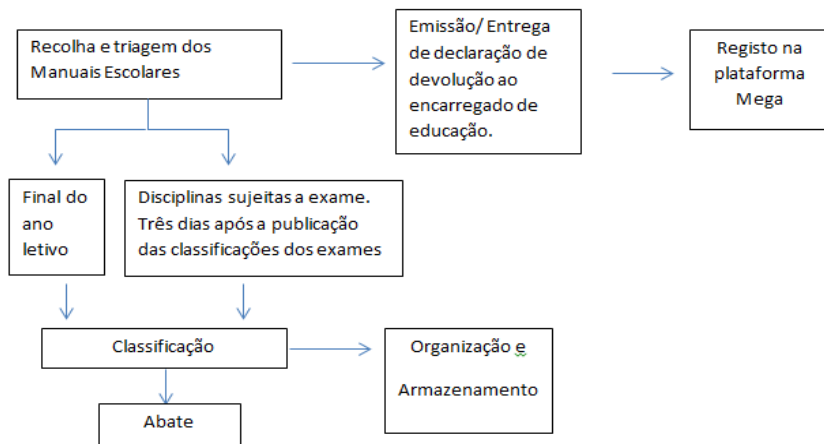 Recolha e triagem dos
Manuais Escolares
Emissão/ Entrega
de declaração de
devolução ao
encarregado de
educação.
Registo na
plataforma
Mega
Final do
ano
letivo
Disciplinas sujeitas a exame.
Três dias após a publicação
das classificações dos exames
Classificação
Organização e
Armazenamento
Abate